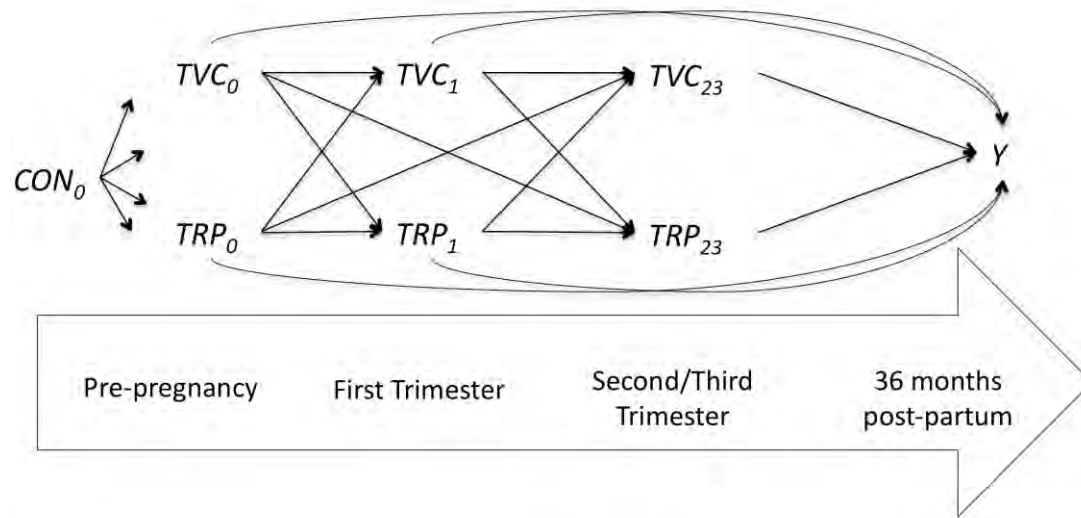 TVC₀ TVC₁ TVC₂₃
CON₀ Y
TRP₀ TRP₁ TRP₂₃
Pre-pregnancy First Trimester Second/Third Trimester 36 months post-partum